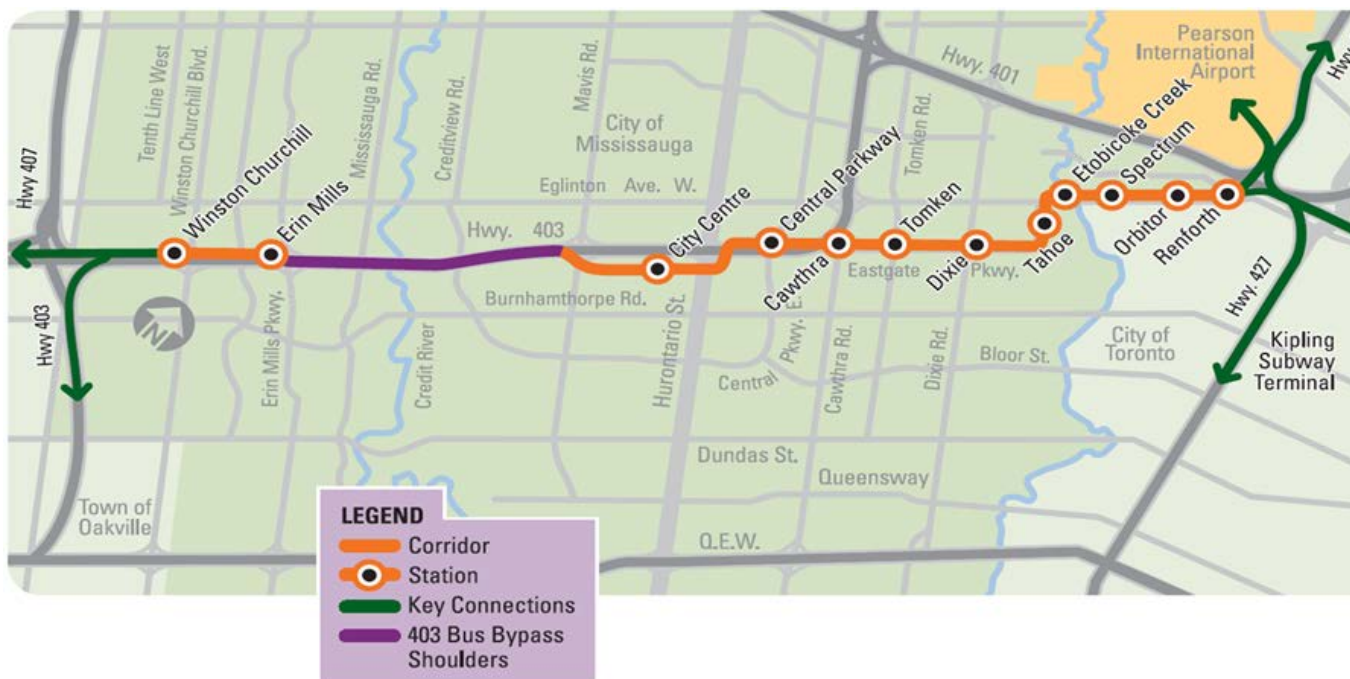 Pearson
International
Airport
Hwy. 401
Hwy.
Tenth Line West
Winston Churchill Blvd.
Mississauga Rd.
Creditview Rd.
Mavis Rd.
City of
Mississauga
Tomken Rd.
Hwy 407
Winston Churchill
Erin Mills
Eglinton Ave. W.
Hwy. 403
City Centre
Central Parkway
Cawthra
Tomken
Dixie
Tahoe
Etobicoke Creek
Spectrum
Orbitor
Renforth
Eastgate Pkwy.
Hwy 403
N
Erin Mills Pkwy.
Credit River
Burnhamthorpe Rd.
Hurontario St.
Central Pkwy. E.
Cawthra Rd.
Dixie Rd.
Bloor St.
City of
Toronto
Hwy. 427
Kipling
Subway
Terminal
Dundas St.
Queensway
Town of
Oakville
Q.E.W.
LEGEND
Corridor
Station
Key Connections
403 Bus Bypass
Shoulders